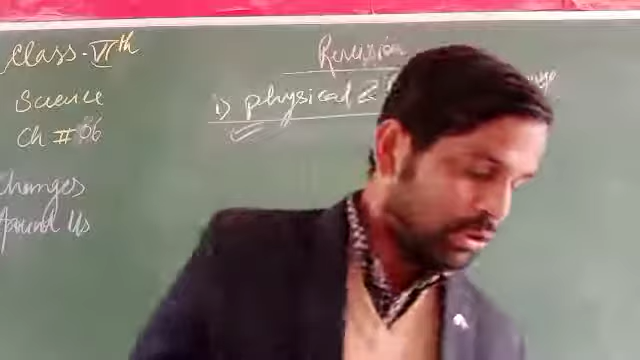 Class - VIth
Science
Ch # 06
Changes
Around Us
Revision
1) physical &